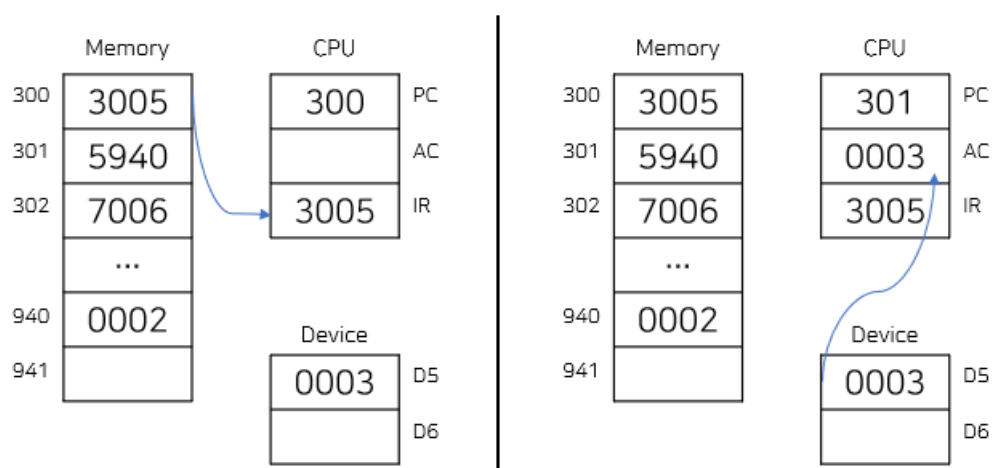 Memory CPU
300 3005 300 PC
301 5940 AC
302 7006 3005 IR
...
940 0002
Device
941 0003 D5
D6
Memory CPU
300 3005 301 PC
301 5940 0003 AC
302 7006 3005 IR
...
940 0002
Device
941 0003 D5
D6